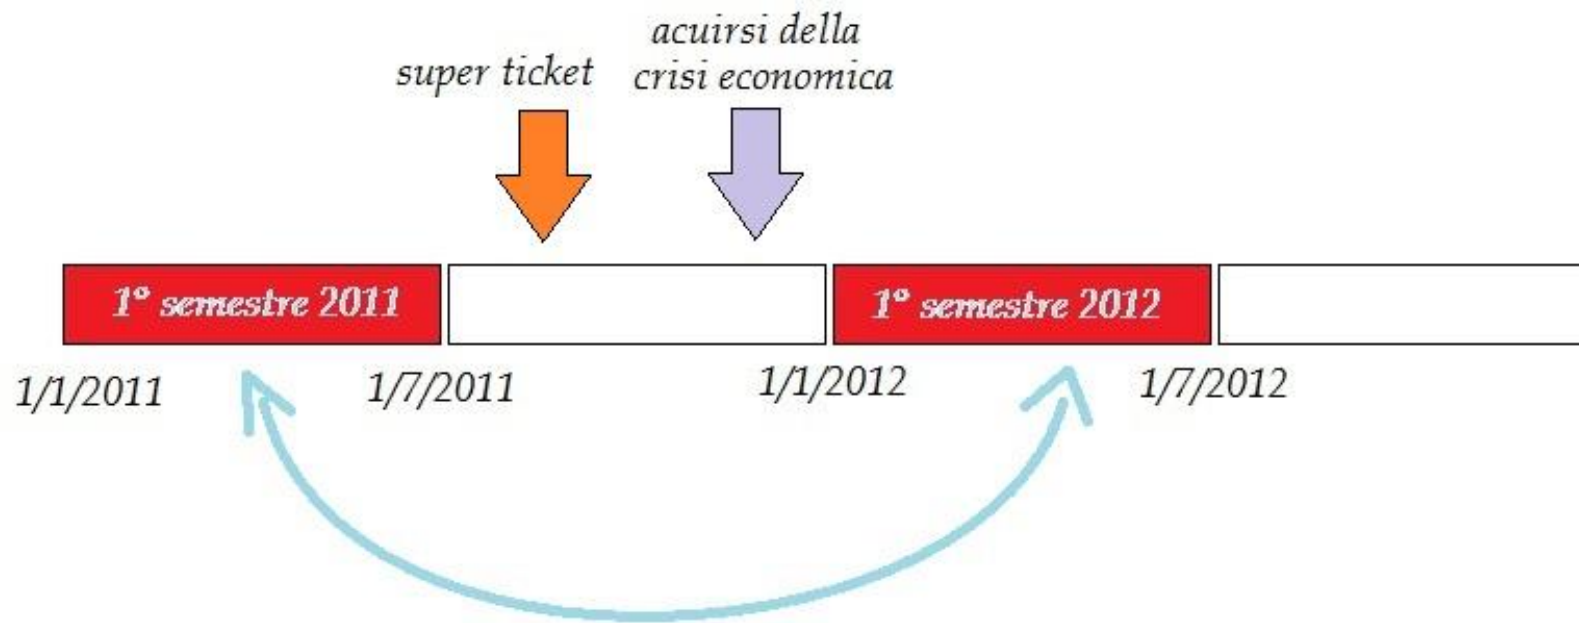 super ticket
acuirsi della
crisi economica
1° semestre 2011
1° semestre 2012
1/1/2011
1/7/2011
1/1/2012
1/7/2012